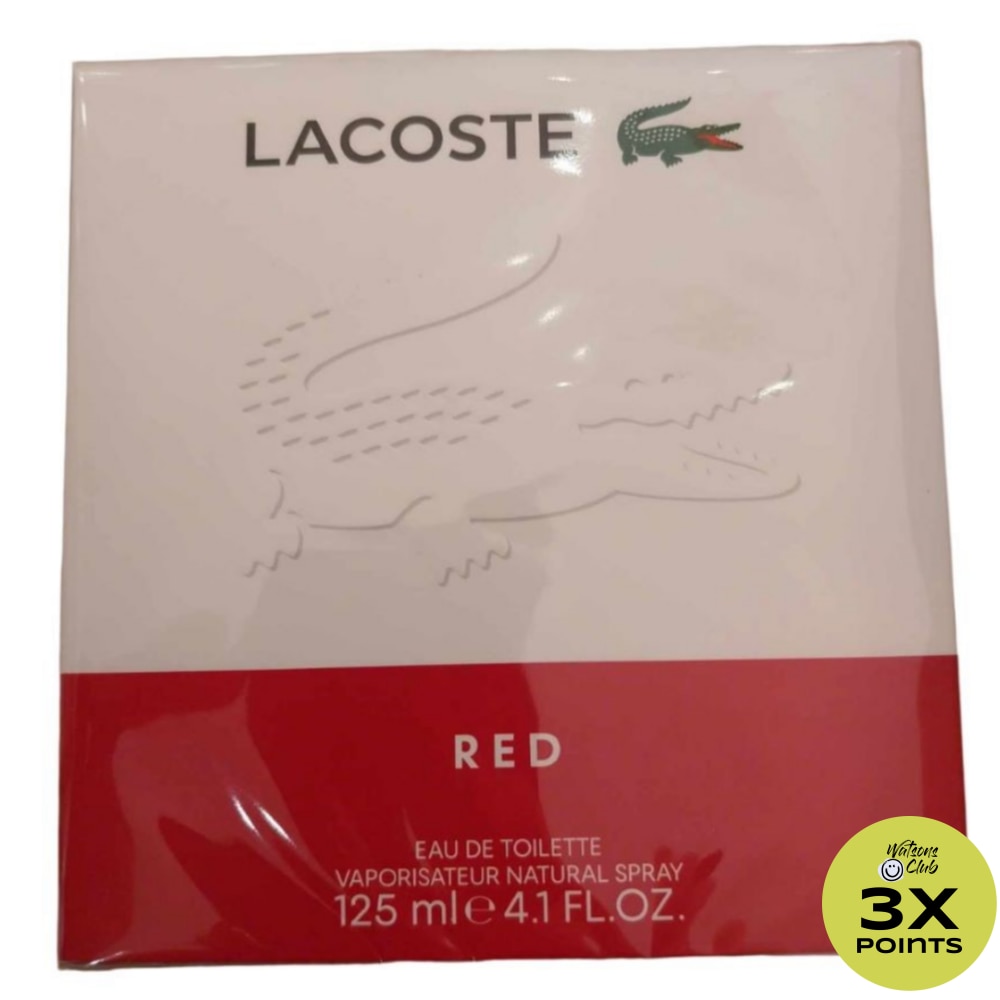 LACOSTE
RED
EAU DE TOILETTE
VAPORISATEUR NATURAL SPRAY
125 ml℮4.1 FL.OZ.
Watsons
Club
3X
POINTS